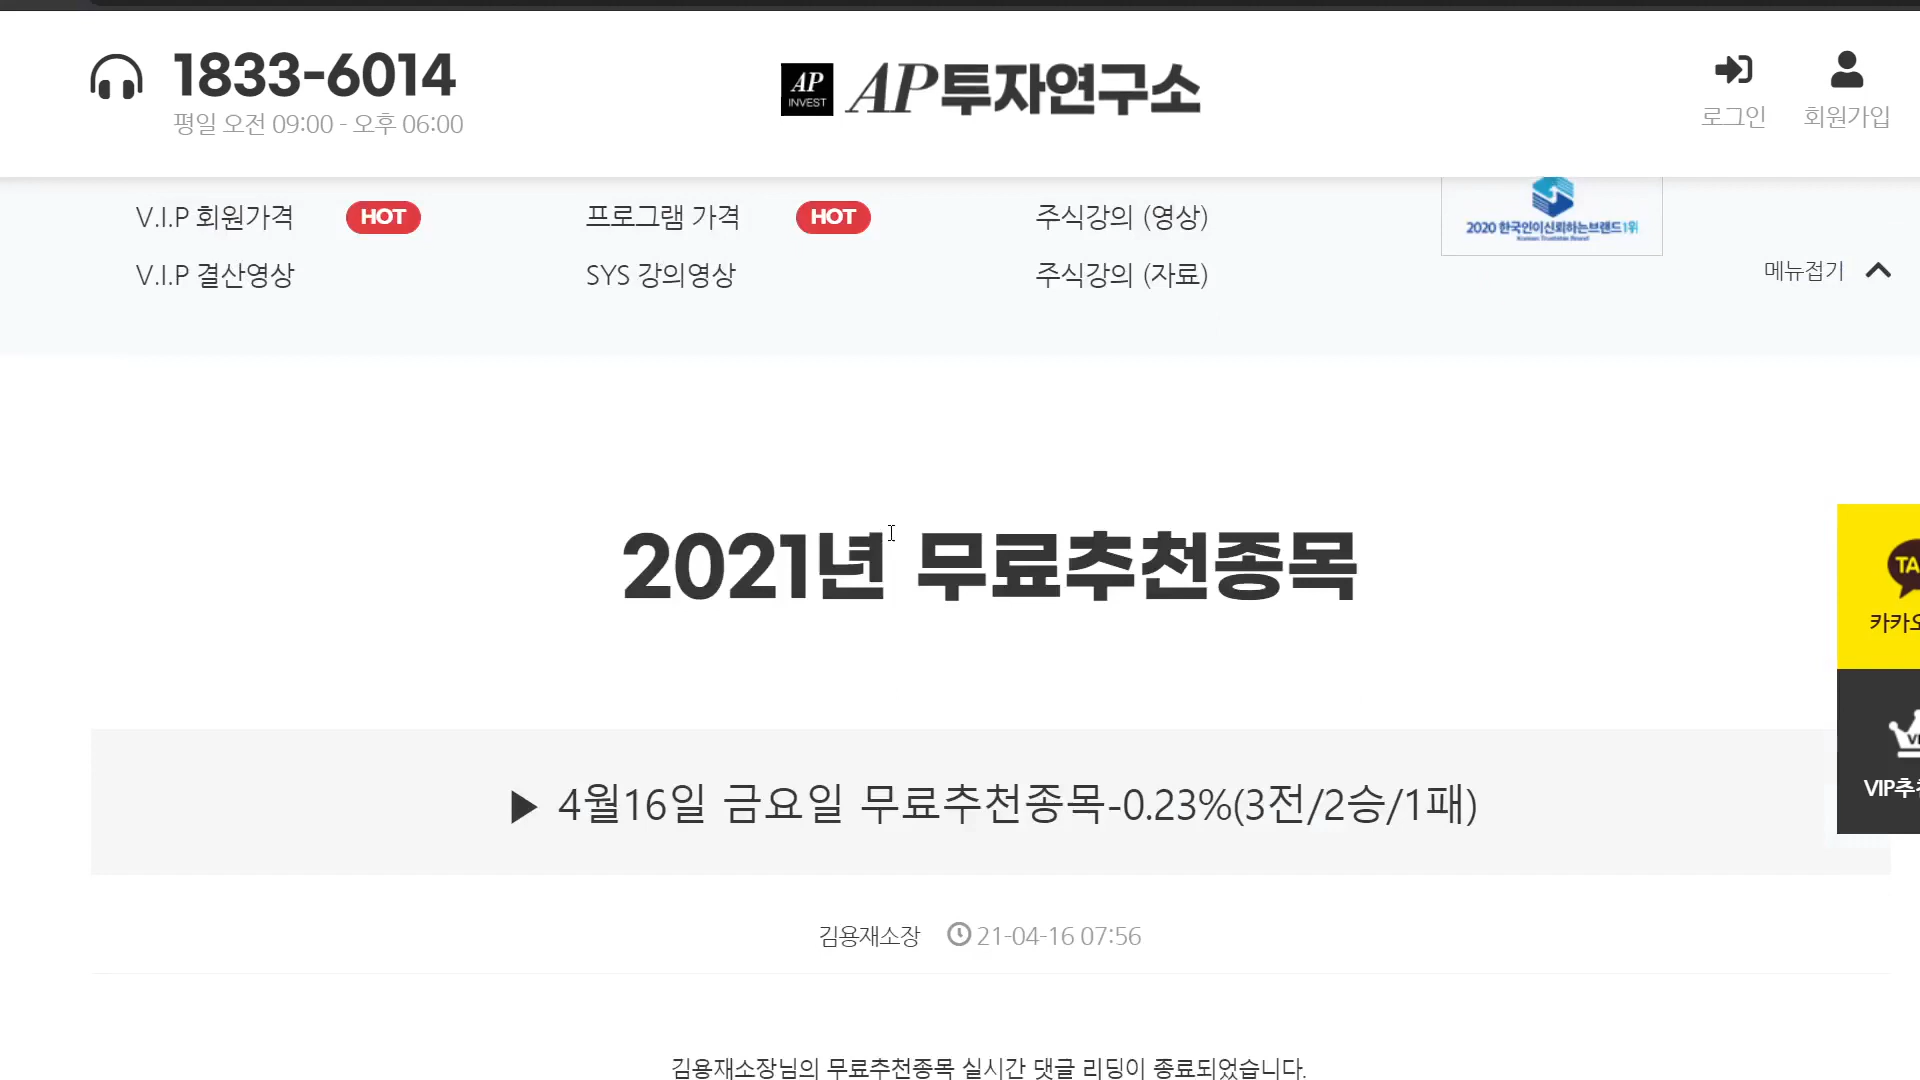 1833-6014
평일 오전 09:00 - 오후 06:00
AP
INVEST
AP투자연구소
로그인
회원가입
V.I.P 회원가격 HOT
프로그램 가격 HOT
주식강의 (영상)
2020 한국인이신뢰하는브랜드1위
V.I.P 결산영상
SYS 강의영상
주식강의 (자료)
메뉴접기
2021년 무료추천종목
TA
카카오
▶ 4월16일 금요일 무료추천종목-0.23%(3전/2승/1패)
VIP추
김용재소장 21-04-16 07:56
김용재소장님의 무료추천종목 실시간 댓글 리딩이 종료되었습니다.